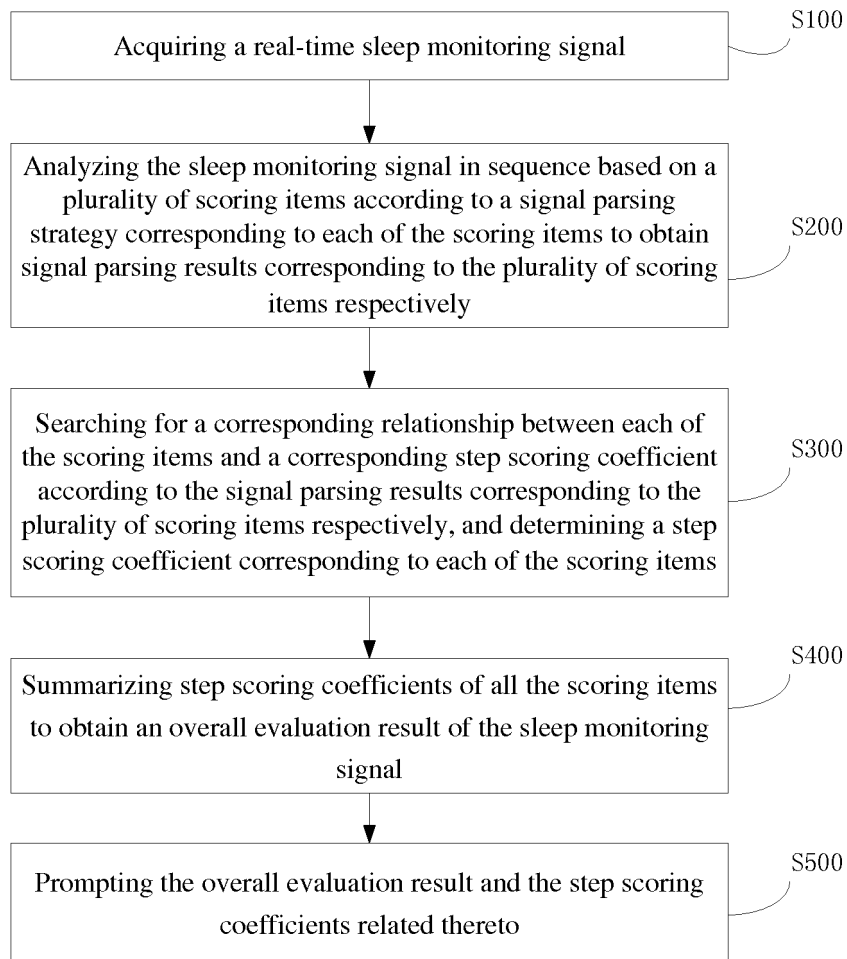 S100
Acquiring a real-time sleep monitoring signal
Analyzing the sleep monitoring signal in sequence based on a
plurality of scoring items according to a signal parsing
strategy corresponding to each of the scoring items to obtain
signal parsing results corresponding to the plurality of scoring
items respectively
S200
Searching for a corresponding relationship between each of
the scoring items and a corresponding step scoring coefficient
according to the signal parsing results corresponding to the
plurality of scoring items respectively, and determining a step
scoring coefficient corresponding to each of the scoring items
S300
Summarizing step scoring coefficients of all the scoring items
to obtain an overall evaluation result of the sleep monitoring
signal
S400
Prompting the overall evaluation result and the step scoring
coefficients related thereto
S500